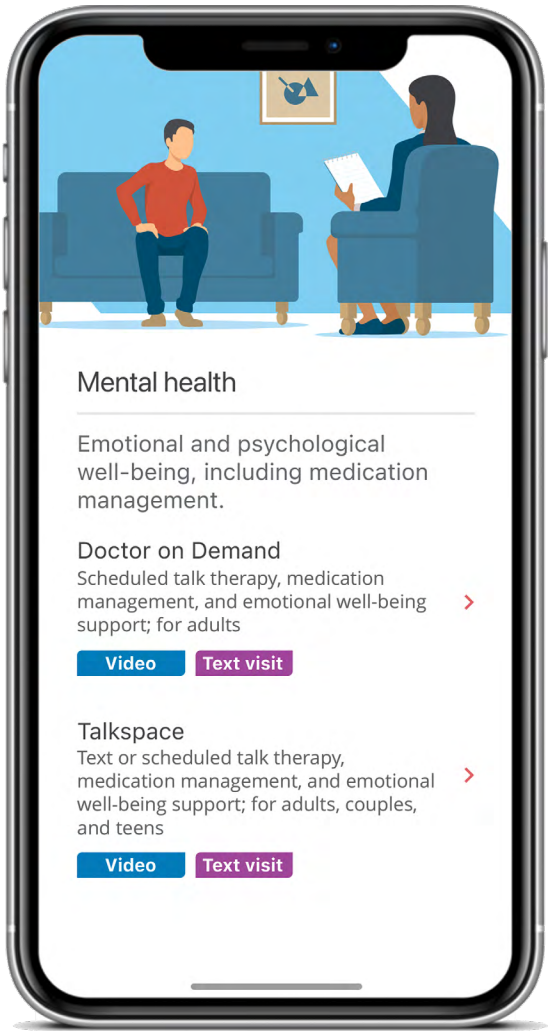 Mental health
Emotional and psychological
well-being, including medication
management.
Doctor on Demand
Scheduled talk therapy, medication
management, and emotional well-being
support; for adults
Video Text visit
Talkspace
Text or scheduled talk therapy,
medication management, and emotional
well-being support; for adults, couples,
and teens
Video Text visit